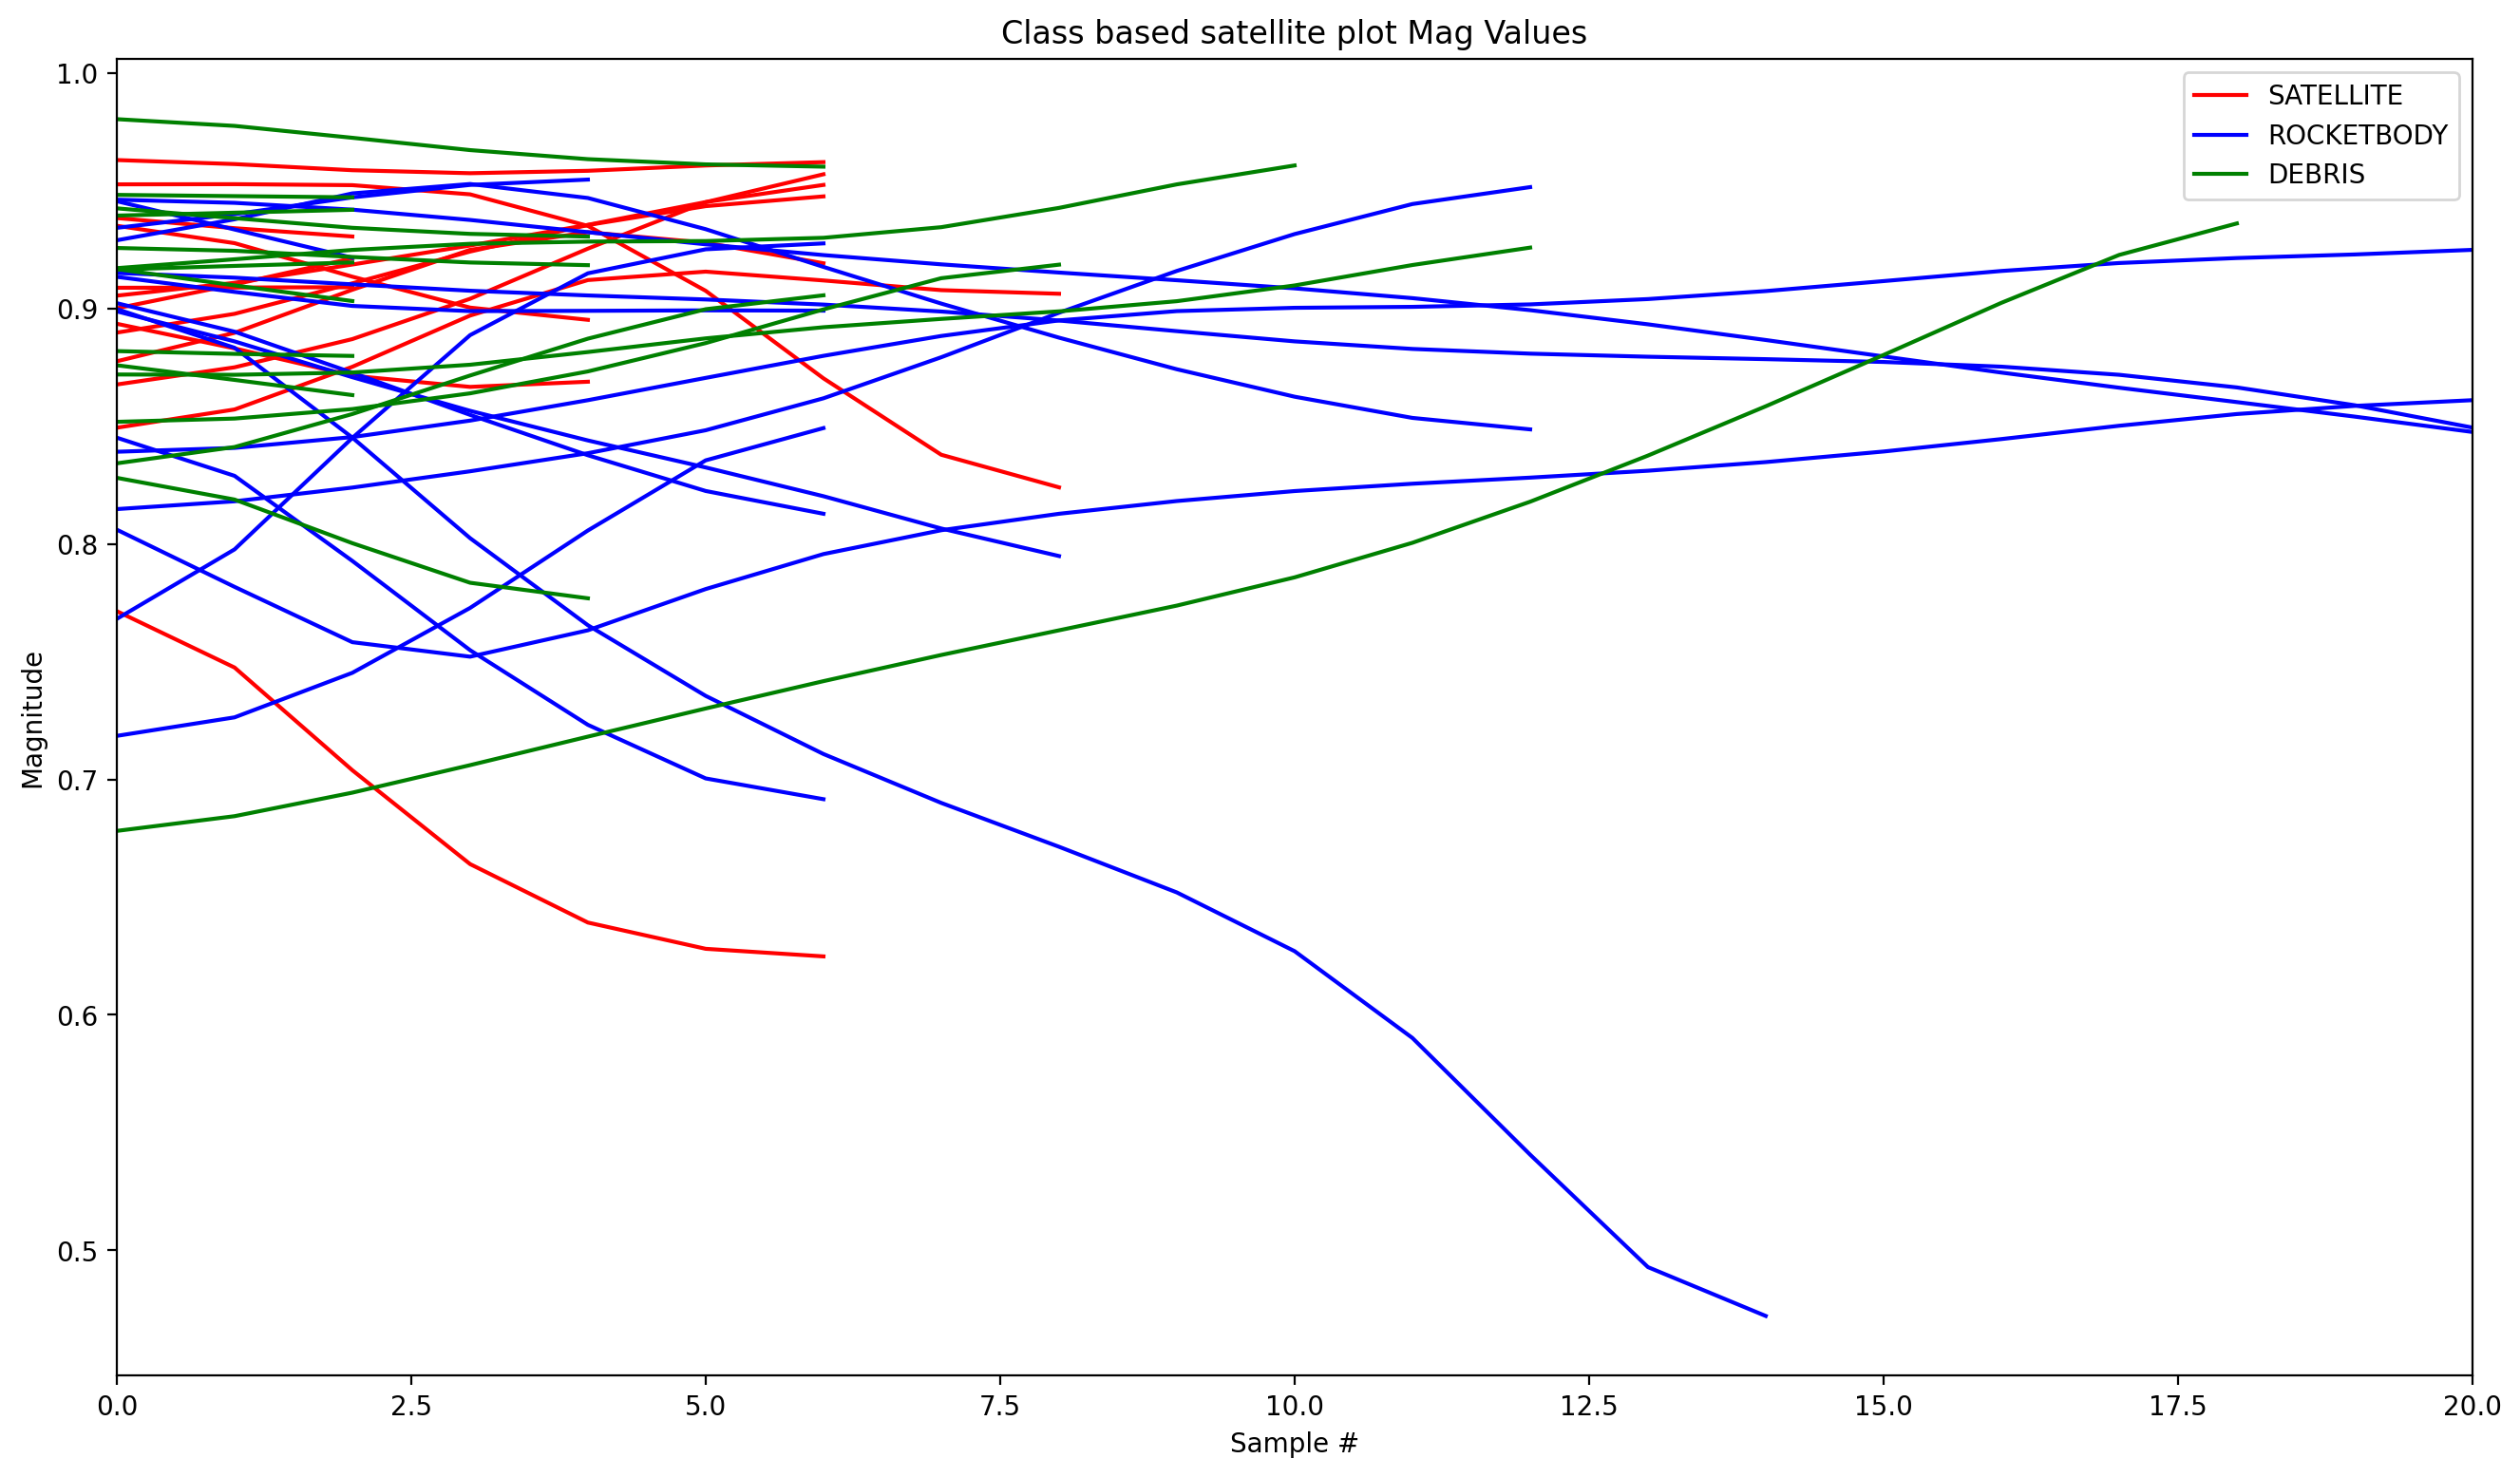 Class based satellite plot Mag Values
1.0
0.9
0.8
0.7
0.6
0.5
Magnitude
SATELLITE
ROCKETBODY
DEBRIS
0.0 2.5 5.0 7.5 10.0 12.5 15.0 17.5 20.0
Sample #